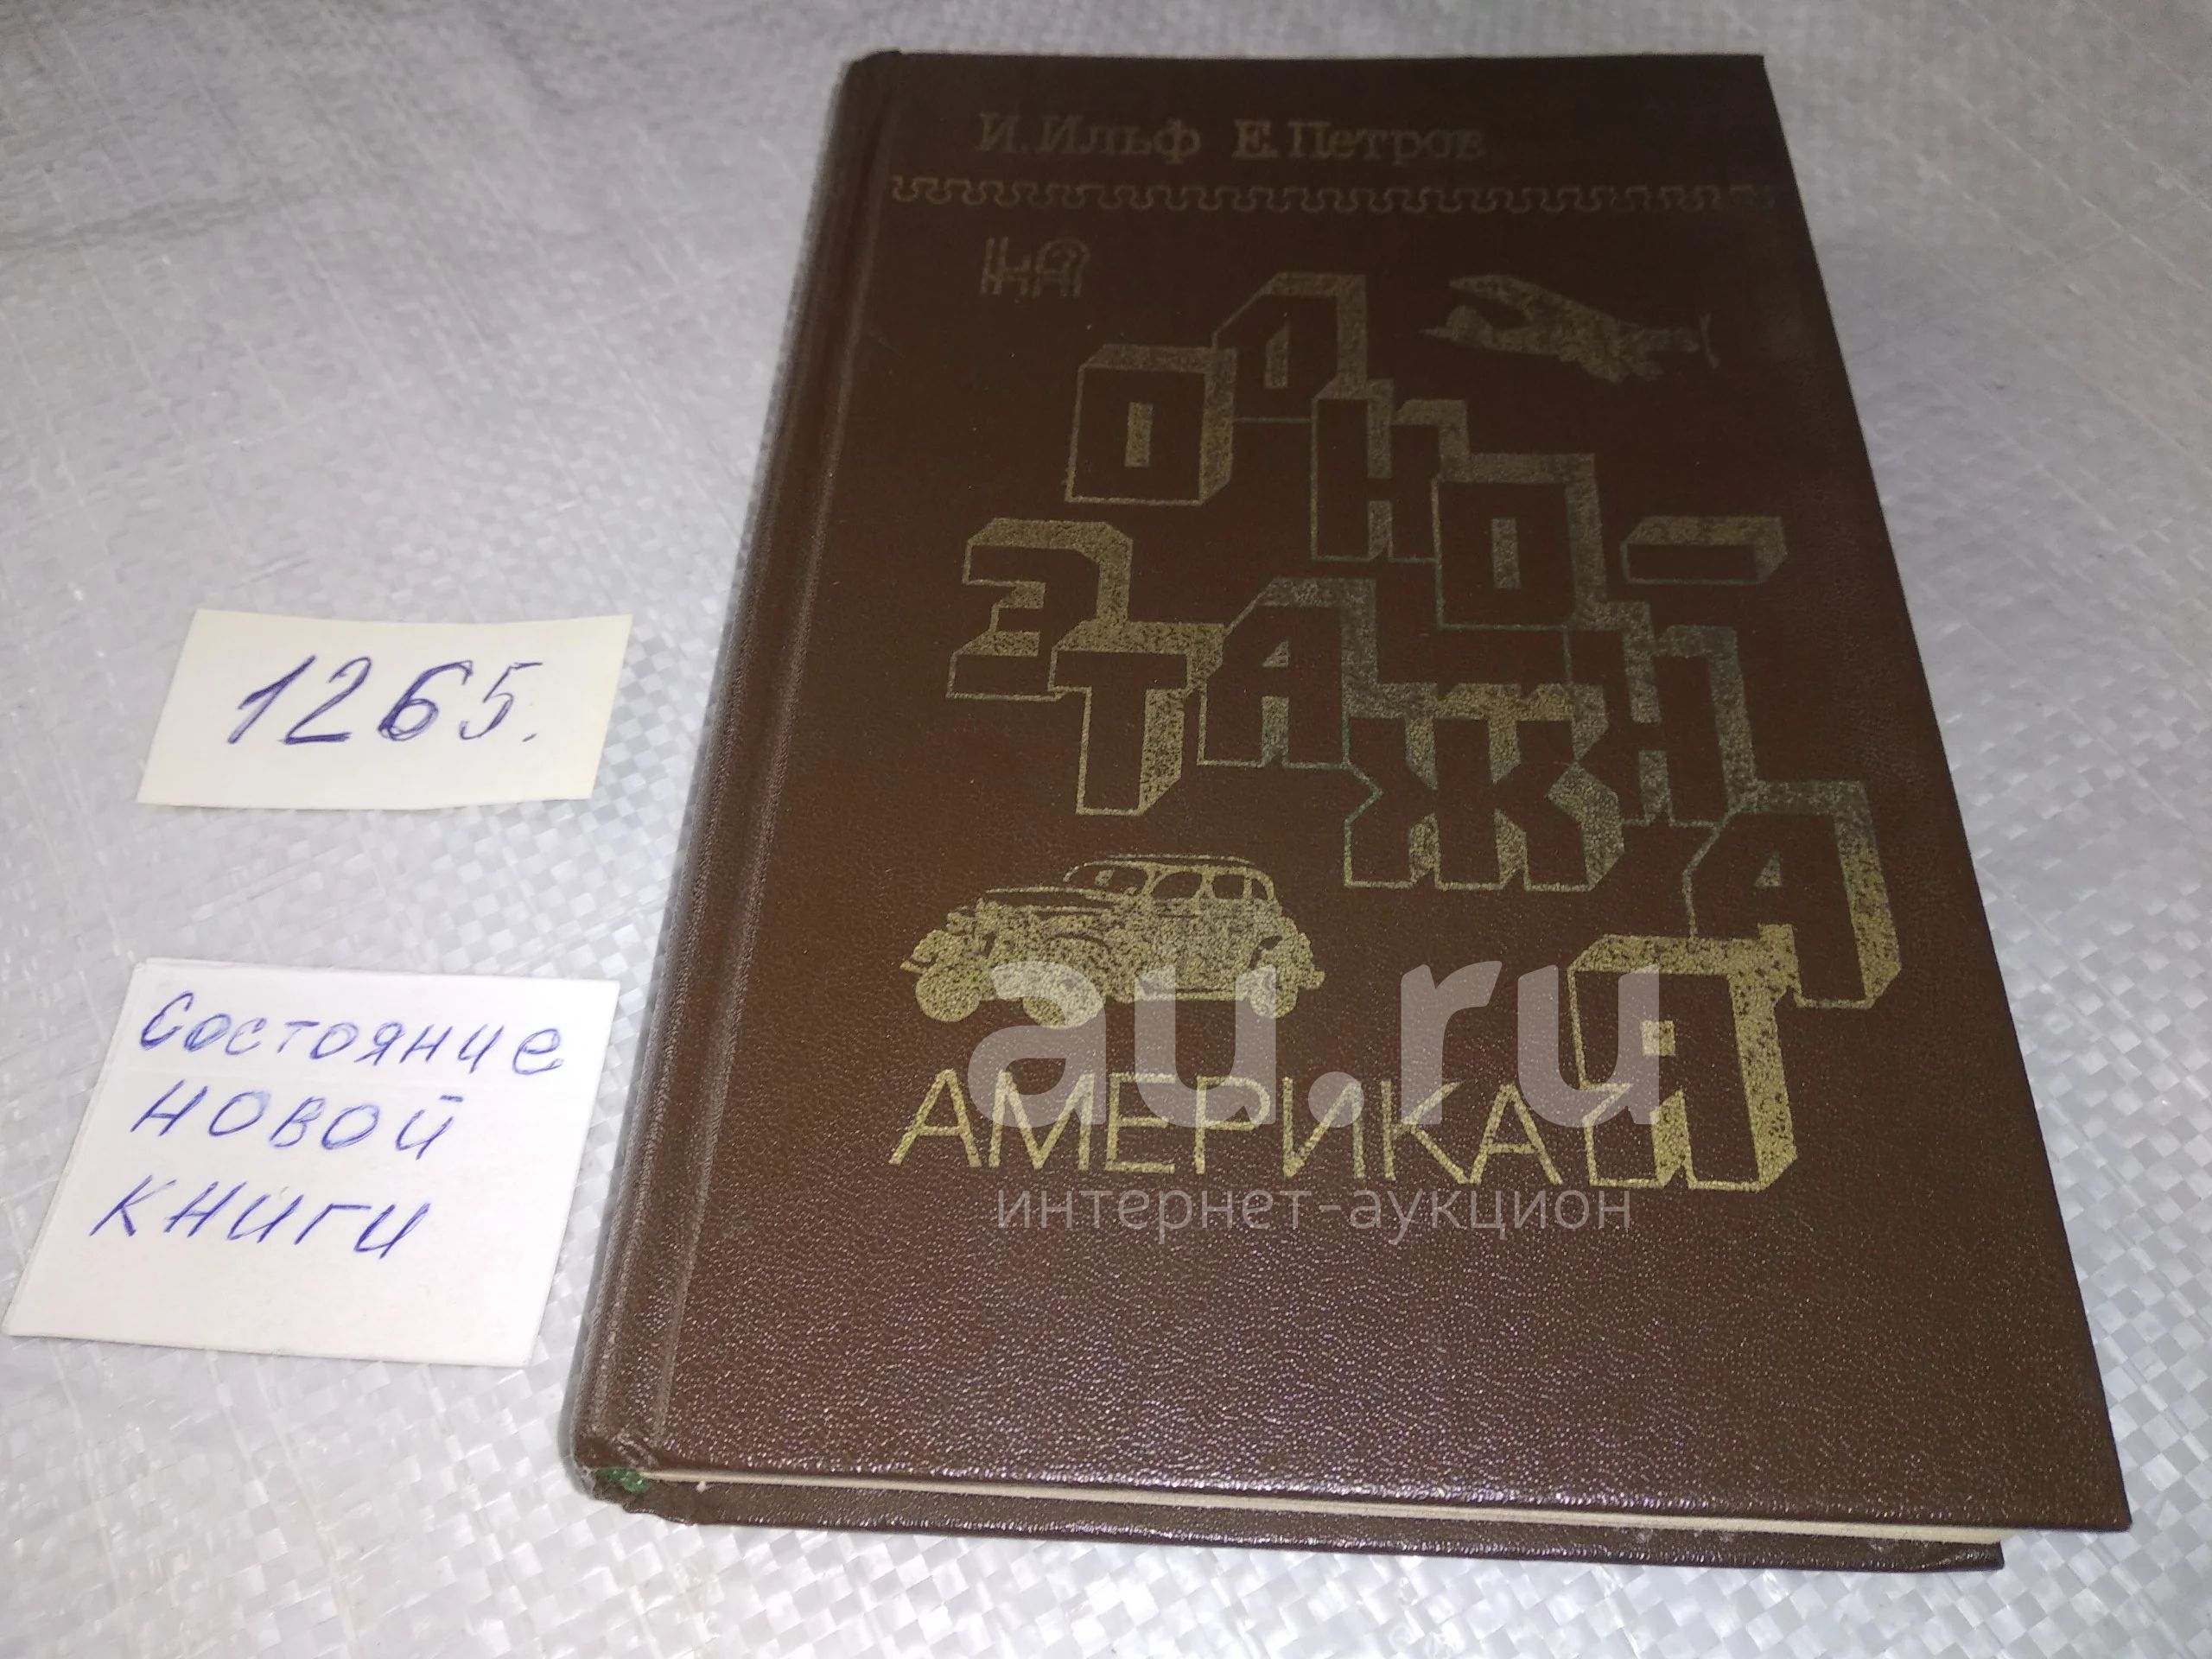 И. Ильф Е. Петров
ОДНО-
ЭТАЖНАЯ
АМЕРИКА
1265.
Состояние
новой
книги
au.ru
интернет-аукцион